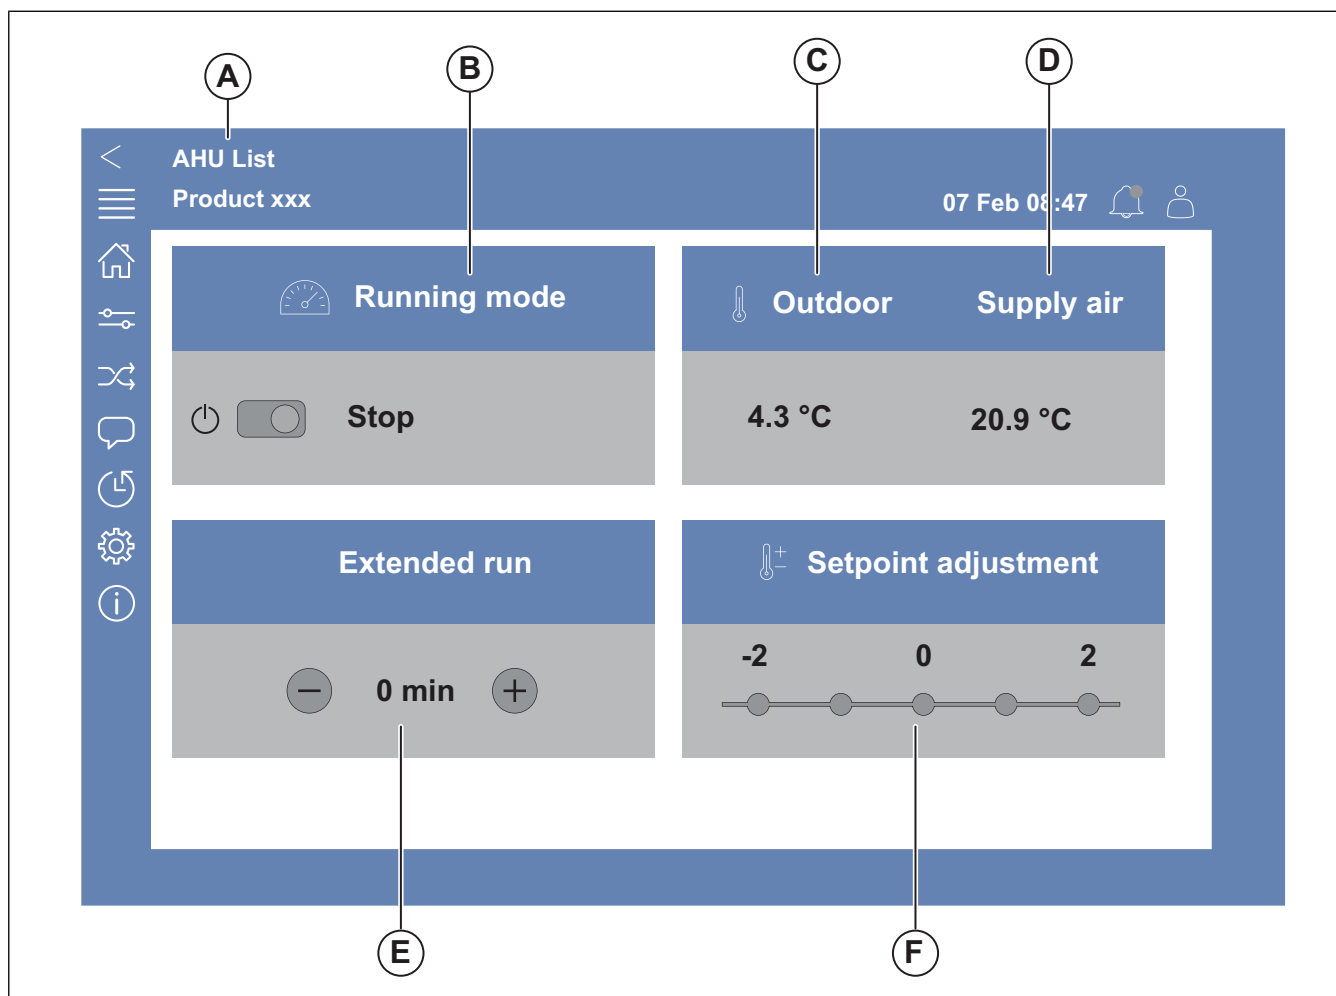 A
B
C
D
AHU List
Product xxx
07 Feb 08:47
Running mode
Outdoor
Supply air
Stop
4.3 °C
20.9 °C
Extended run
Setpoint adjustment
-2
0
2
0 min
E
F